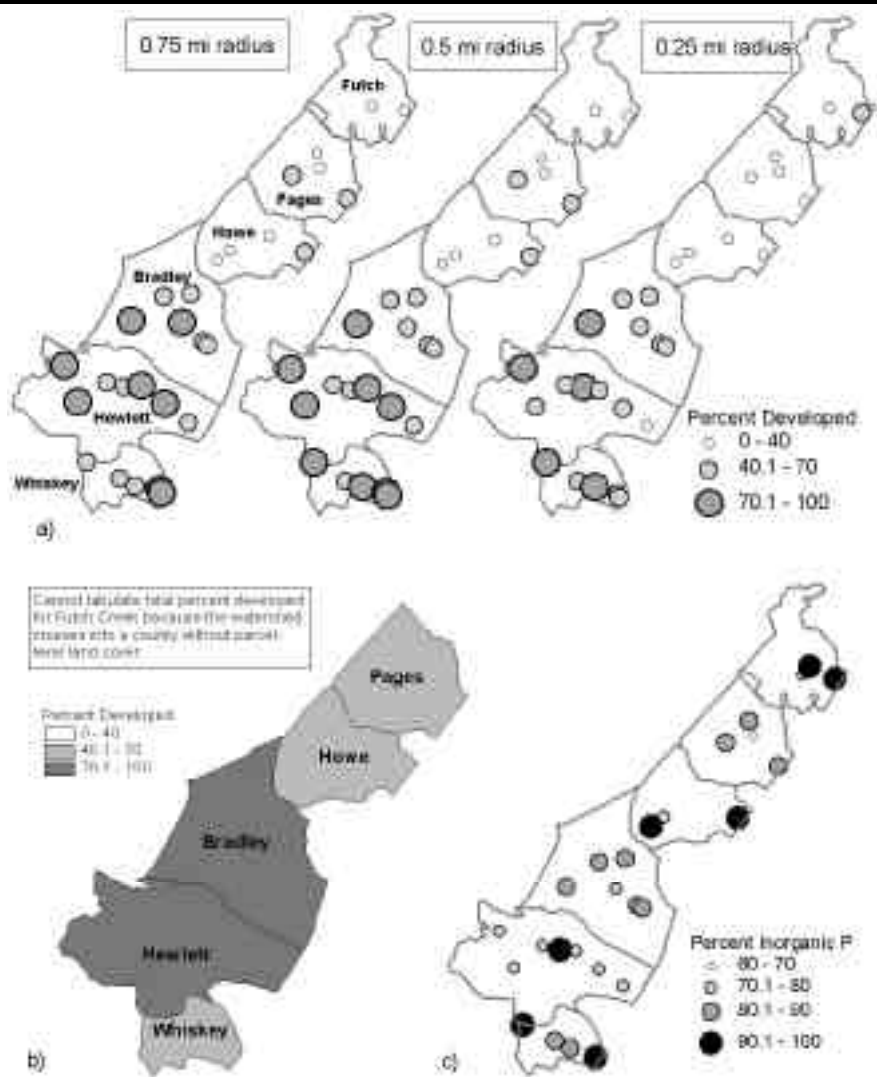 0.75 mi radius
0.5 mi radius
0.25 mi radius
Futch
Pages
Howe
Bradley
Hewlett
Whiskey
Percent Developed
0 - 40
40.1 - 70
70.1 - 100
a)
Cannot calculate total percent developed
for Futch Creek because the watershed
crosses into a county without parcel
level land cover
Percent Developed
0 - 40
40.1 - 70
70.1 - 100
Pages
Howe
Bradley
Hewlett
Whiskey
b)
Percent Inorganic P
60 - 70
70.1 - 80
80.1 - 90
90.1 - 100
c)